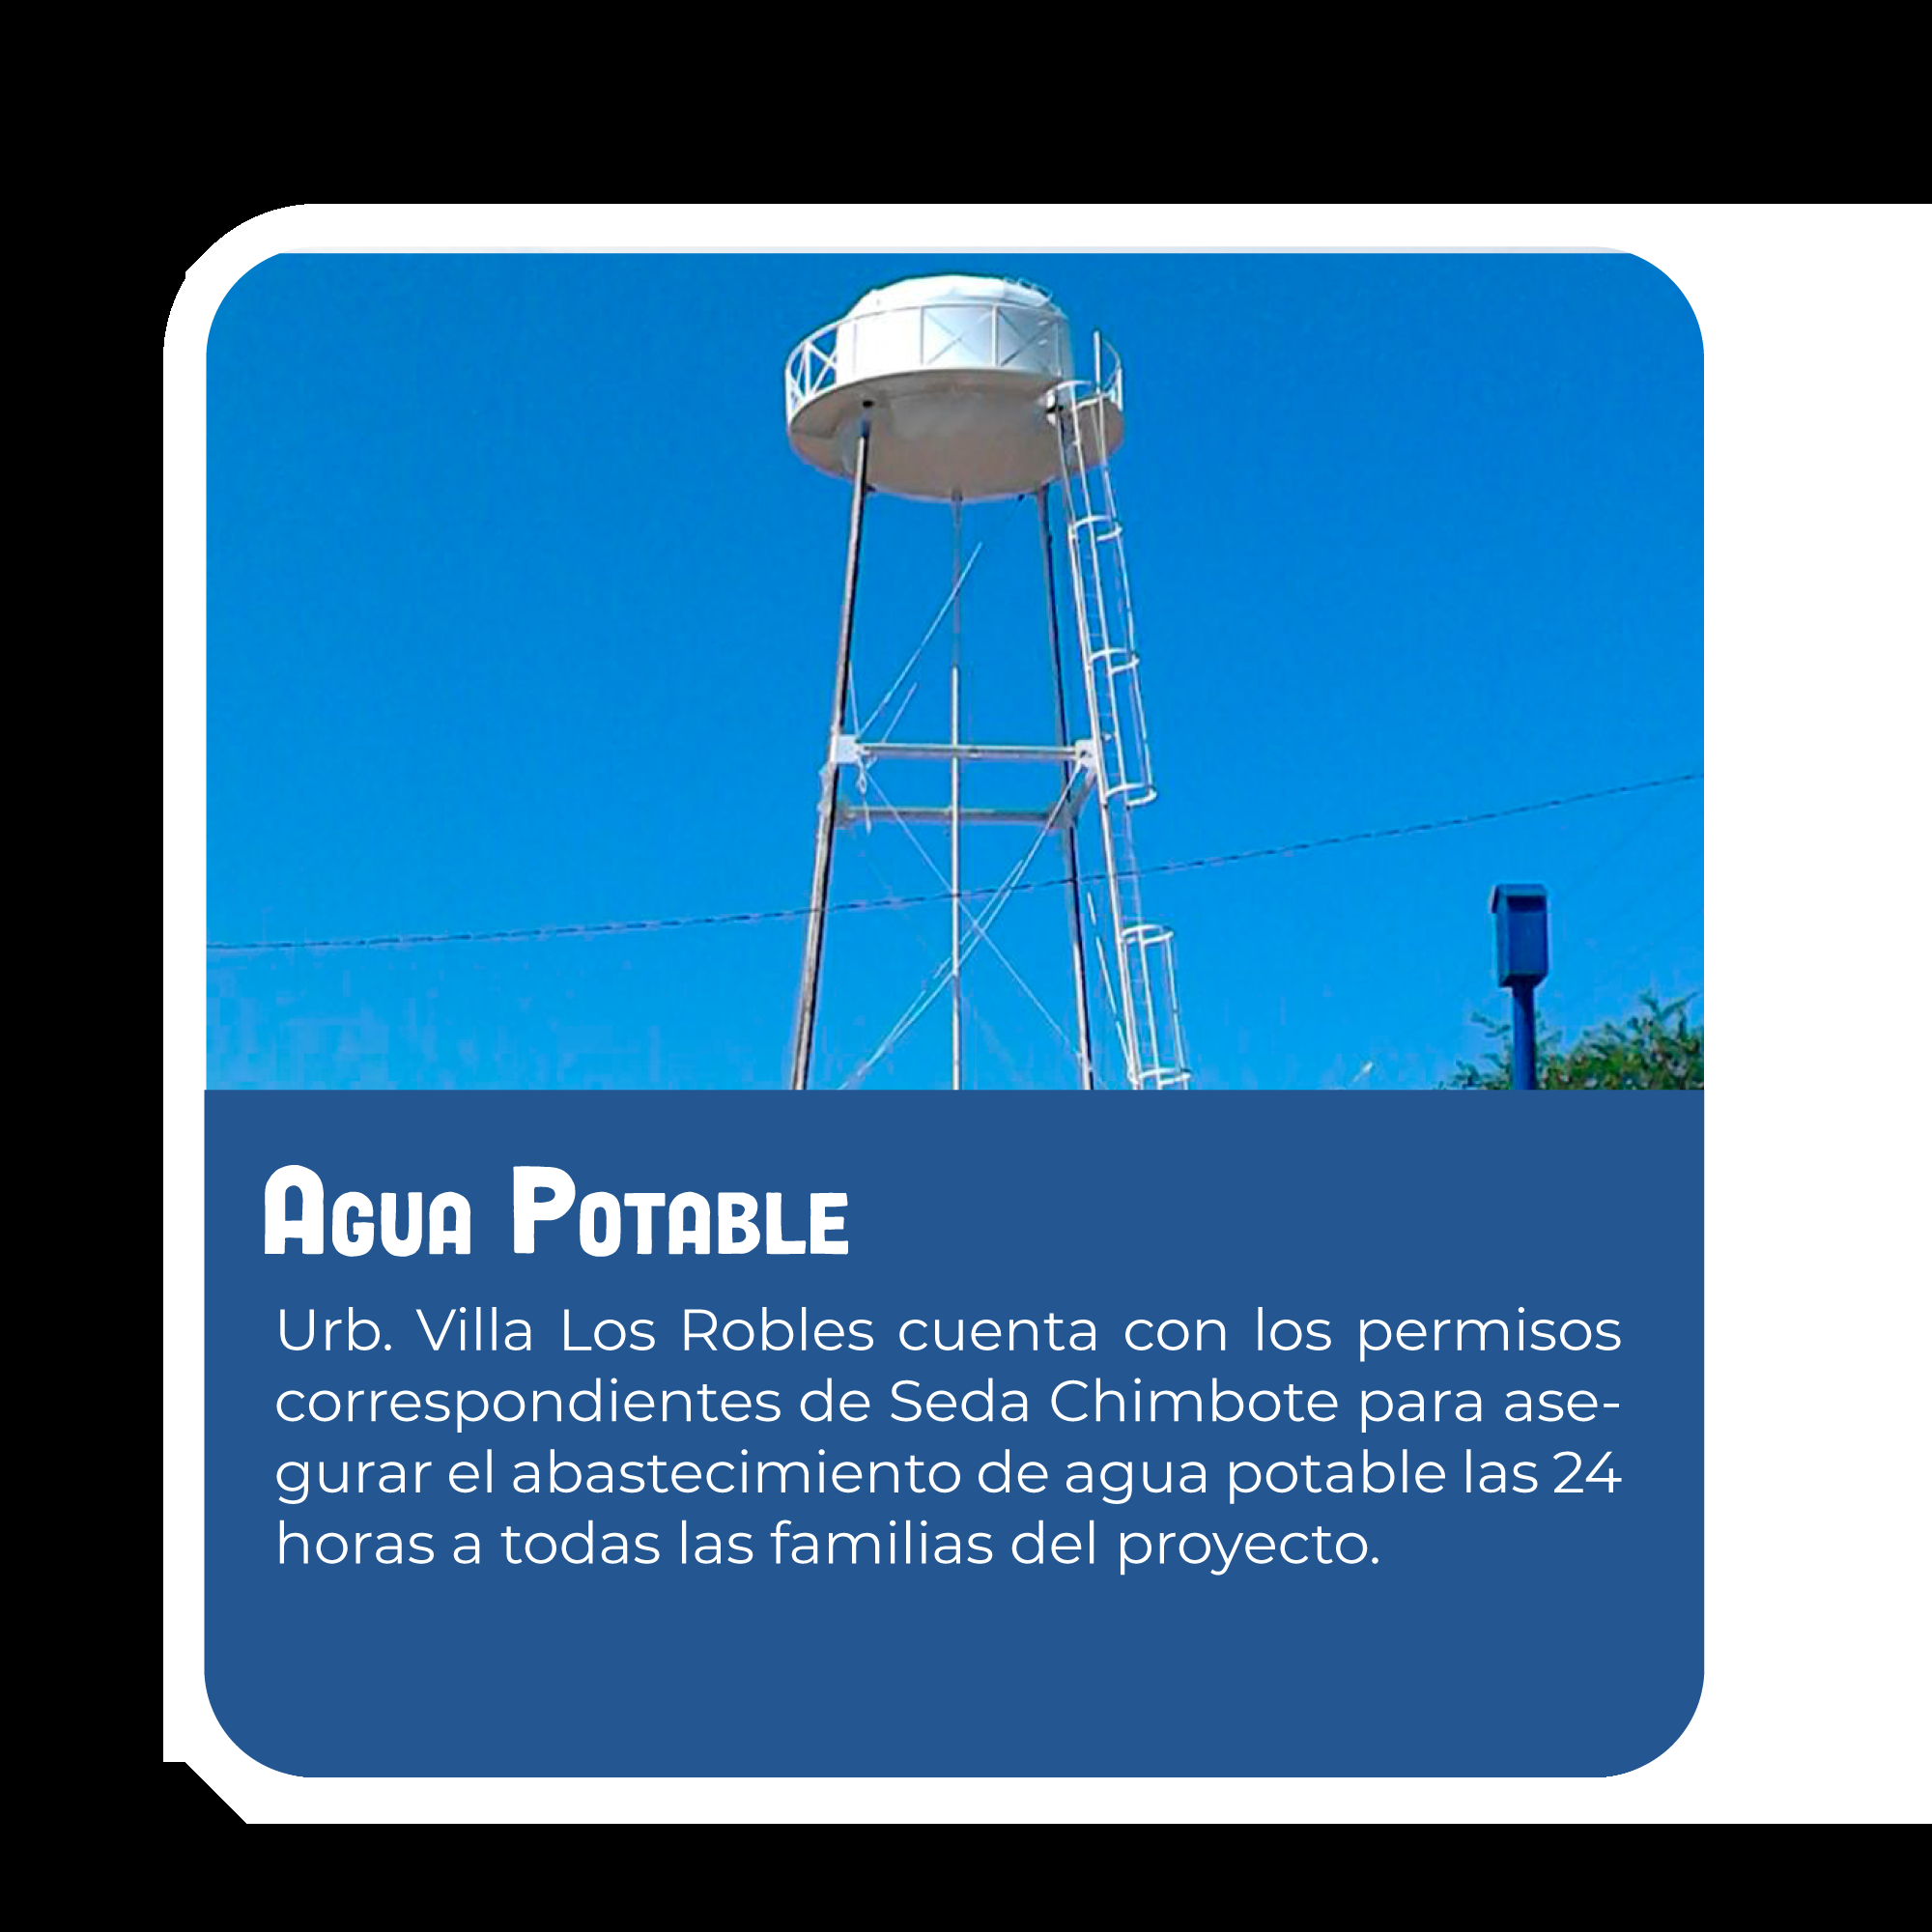 Agua Potable
Urb. Villa Los Robles cuenta con los permisos
correspondientes de Seda Chimbote para ase-
gurar el abastecimiento de agua potable las 24
horas a todas las familias del proyecto.